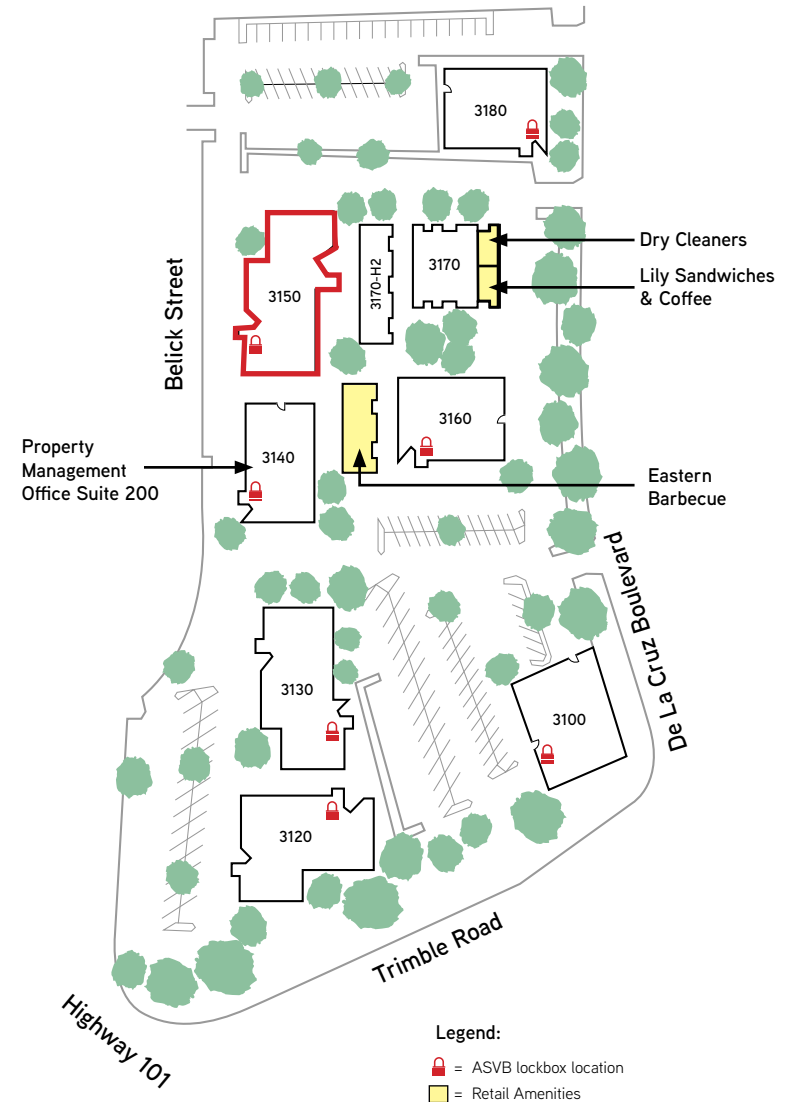 3180
Dry Cleaners
3170
Lily Sandwiches
& Coffee
3170-H2
3150
Belick Street
3160
3140
Property
Management
Office Suite 200
Eastern
Barbecue
De La Cruz Boulevard
3130
3100
3120
Trimble Road
Highway 101
Legend:
= ASVB lockbox location
= Retail Amenities